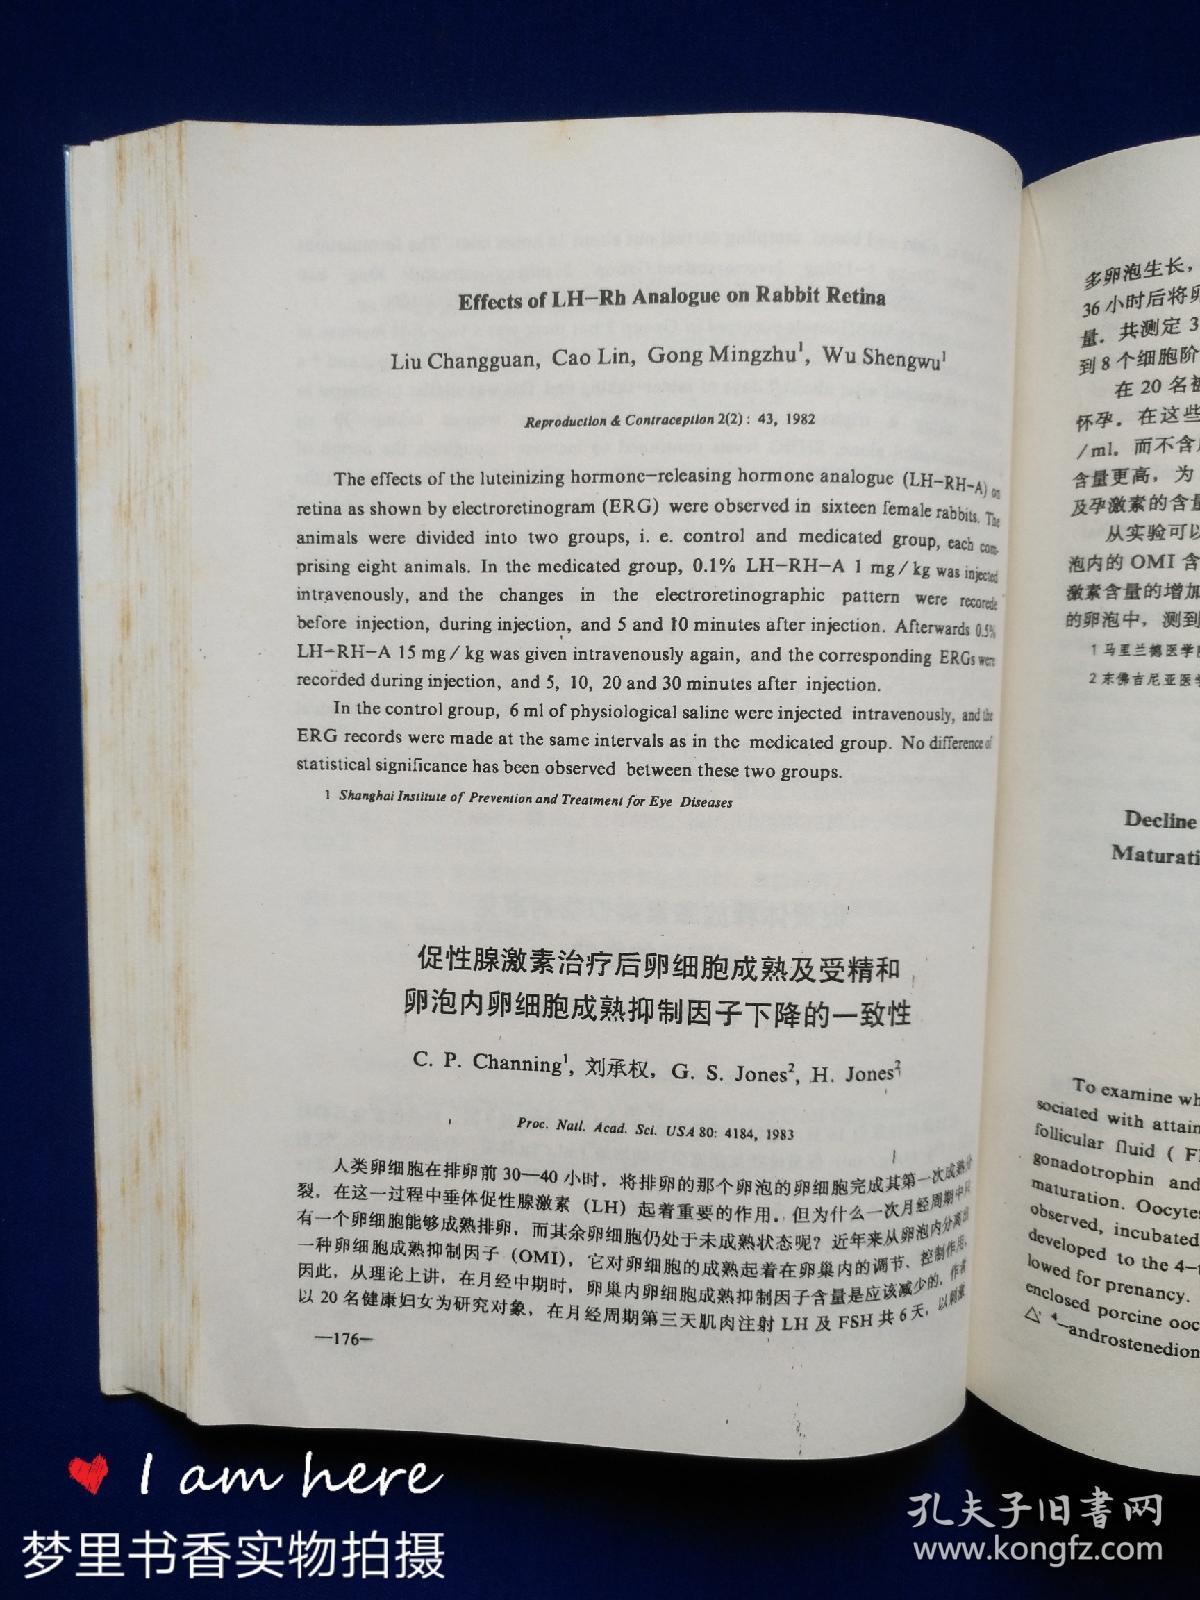 Effects of LH-Rh Analogue on Rabbit Retina
Liu Changguan, Cao Lin, Gong Mingzhu¹, Wu Shengwu¹
Reproduction & Contraception 2(2): 43, 1982
The effects of the luteinizing hormone-releasing hormone analogue (LH-RH-A) on
retina as shown by electroretinogram (ERG) were observed in sixteen female rabbits. The
animals were divided into two groups, i. e. control and medicated group, each com-
prising eight animals. In the medicated group, 0.1% LH-RH-A 1 mg/kg was injected
intravenously, and the changes in the electroretinographic pattern were recorede
before injection, during injection, and 5 and 10 minutes after injection. Afterwards 0.5%
LH-RH-A 15 mg/kg was given intravenously again, and the corresponding ERGs were
recorded during injection, and 5, 10, 20 and 30 minutes after injection.
In the control group, 6 ml of physiological saline were injected intravenously, and the
ERG records were made at the same intervals as in the medicated group. No difference of
statistical significance has been observed between these two groups.
1 Shanghai Institute of Prevention and Treatment for Eye Diseases
促性腺激素治疗后卵细胞成熟及受精和
卵泡内卵细胞成熟抑制因子下降的一致性
C. P. Channing¹, 刘承权, G. S. Jones², H. Jones²
Proc. Natl. Acad. Sci. USA 80: 4184, 1983
人类卵细胞在排卵前30—40小时，将排卵的那个卵泡的卵细胞完成其第一次成熟分
裂，在这一过程中垂体促性腺激素（LH）起着重要的作用。但为什么一次月经周期中只
有一个卵细胞能够成熟排卵，而其余卵细胞仍处于未成熟状态呢？近年来从卵泡内分离出
一种卵细胞成熟抑制因子（OMI），它对卵细胞的成熟起着在卵巢内的调节、控制作用，
因此，从理论上讲，在月经中期时，卵巢内卵细胞成熟抑制因子含量是应该减少的，作者
以20名健康妇女为研究对象，在月经周期第三天肌肉注射LH及FSH共6天，以刺激
—176—
多卵泡生长，
36小时后将卵
量．共测定3
到8个细胞阶
在20名被
怀孕．在这些
/ml，而不含
含量更高，为
及孕激素的含量
从实验可以
泡内的OMI含
激素含量的增加
的卵泡中，测到
1 马里兰德医学院
2 东佛吉尼亚医学
Decline
Maturati
To examine wh
sociated with attain
follicular fluid ( F
gonadotrophin and
maturation. Oocytes
observed, incubated
developed to the 4-
lowed for prenancy.
enclosed porcine ooc
△⁴-androstenedion
I am here
梦里书香实物拍摄
孔夫子旧书网
www.kongfz.com